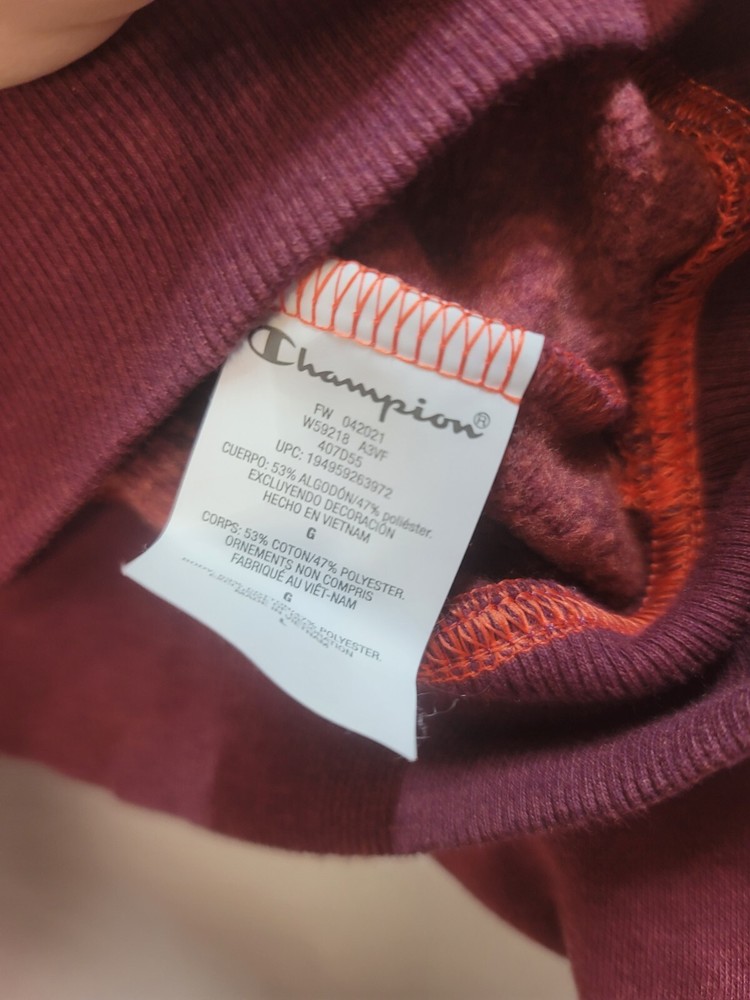 Champion®
FW 042021
W59218 A3VF
407D55
UPC: 194959263972
CUERPO: 53% ALGODÓN/47% poliéster.
EXCLUYENDO DECORACIÓN
HECHO EN VIETNAM
G
CORPS: 53% COTON/47% POLYESTER.
ORNEMENTS NON COMPRIS
FABRIQUÉ AU VIÊT-NAM
G
POLYESTER.
L